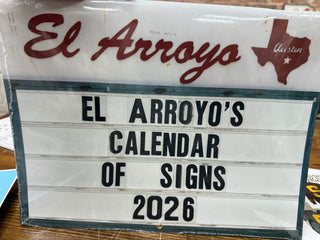 El Arroyo
Austin
EL ARROYO'S
CALENDAR
OF SIGNS
2026